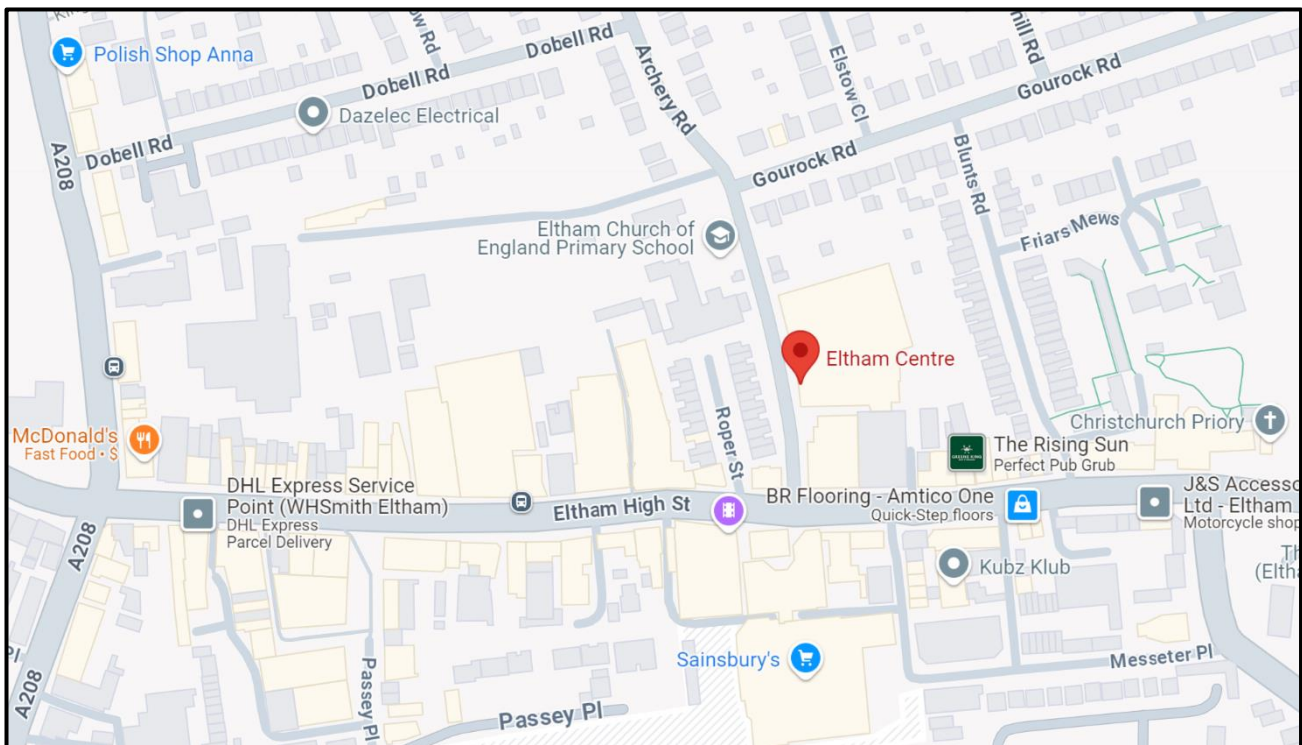 Polish Shop Anna
Dobell Rd
Dobell Rd
Dobell Rd
Dazelec Electrical
A208
Archery Rd
Elstow Cl
Gourock Rd
Gourock Rd
Blunts Rd
Friars Mews
Eltham Church of
England Primary School
Eltham Centre
Roper St
McDonald's
Fast Food • $
Christchurch Priory
The Rising Sun
Perfect Pub Grub
DHL Express Service
Point (WHSmith Eltham)
DHL Express
Parcel Delivery
Eltham High St
BR Flooring - Amtico One
Quick-Step floors
J&S Accesso
Ltd - Eltham
Motorcycle shop
A208
Kubz Klub
(Eltha
Sainsbury's
Messeter Pl
Passey Pl
Passey Pl
A208